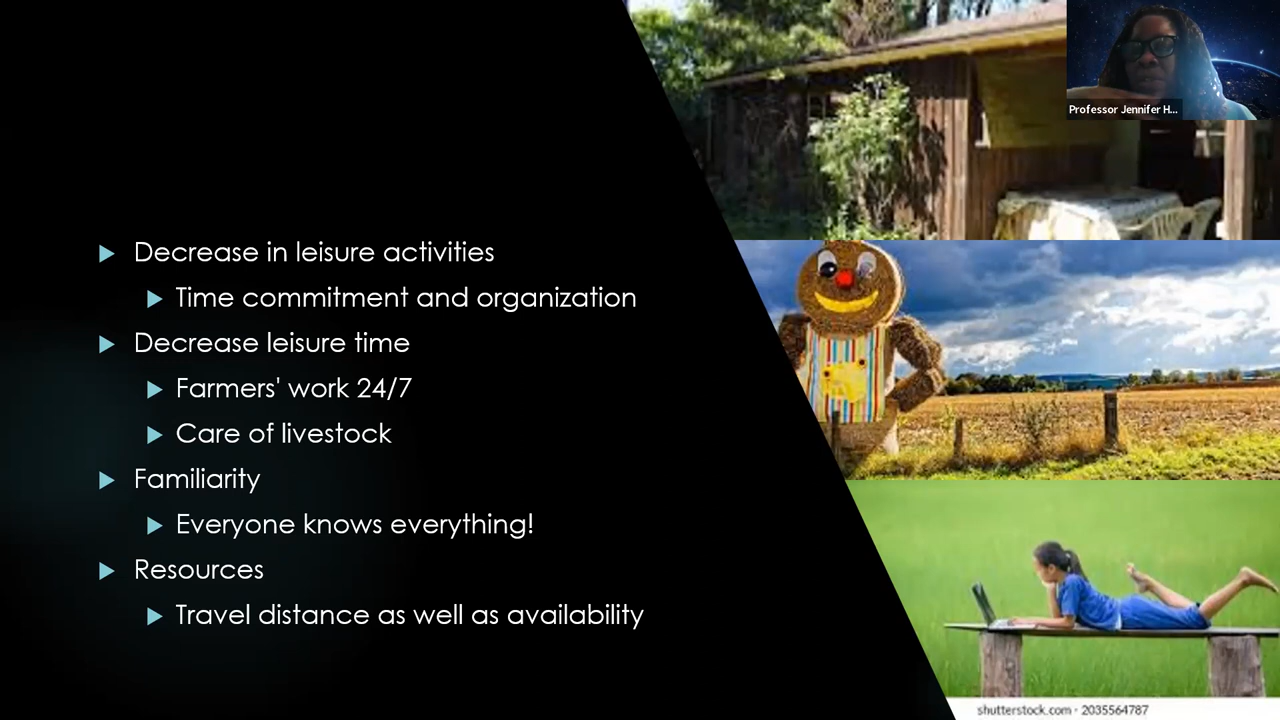 Professor Jennifer H...
Decrease in leisure activities
Time commitment and organization
Decrease leisure time
Farmers' work 24/7
Care of livestock
Familiarity
Everyone knows everything!
Resources
Travel distance as well as availability
shutterstock.com · 2035564787